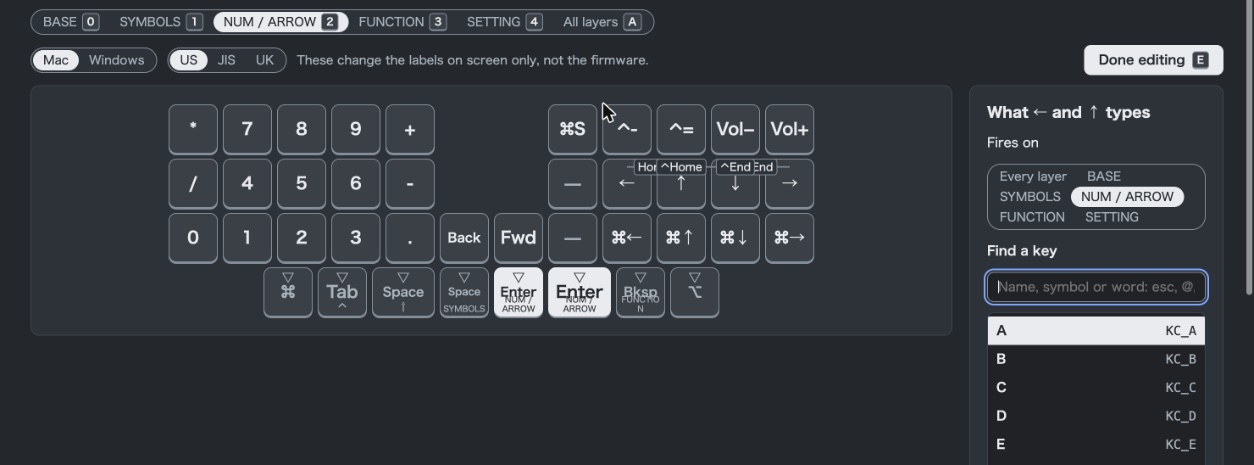 BASE 0 SYMBOLS 1 NUM / ARROW 2 FUNCTION 3 SETTING 4 All layers A
Mac Windows US JIS UK These change the labels on screen only, not the firmware. Done editing E
* 7 8 9 + ⌘S ^- ^= Vol− Vol+
^Home ^End End
/ 4 5 6 - — ← ↑ ↓ →
0 1 2 3 . Back Fwd — ⌘← ⌘↑ ⌘↓ ⌘→
▽ ▽ ▽ ▽ ▽ ▽ ▽ ▽
⌘ Tab Space Space Enter Enter Bksp ⌥
^ ⇧ SYMBOLS NUM / ARROW NUM / ARROW FUNCTION
What ← and ↑ types
Fires on
Every layer BASE
SYMBOLS NUM / ARROW
FUNCTION SETTING
Find a key
Name, symbol or word: esc, @
A KC_A
B KC_B
C KC_C
D KC_D
E KC_E